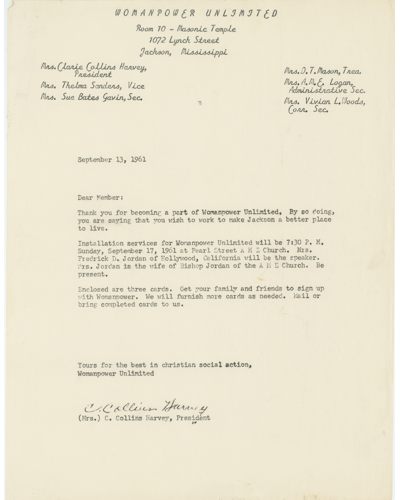 WOMANPOWER UNLIMITED
Room 10 - Masonic Temple
1072 Lynch Street
Jackson, Mississippi
Mrs. Clarie Collins Harvey,
President
Mrs. Thelma Sanders, Vice
Mrs. Sue Bates Gavin, Sec.
Mrs. D.T. Mason, Trea.
Mrs. A.M.E. Logan,
Administrative Sec.
Mrs. Vivian L. Woods,
Corr. Sec.
September 13, 1961
Dear Member:
Thank you for becoming a part of Womanpower Unlimited. By so doing,
you are saying that you wish to work to make Jackson a better place
to live.
Installation services for Womanpower Unlimited will be 7:30 P. M.
Sunday, September 17, 1961 at Pearl Street A M E Church. Mrs.
Fredrick D. Jordan of Hollywood, California will be the speaker.
Mrs. Jordan is the wife of Bishop Jordan of the A M E Church. Be
present.
Enclosed are three cards. Get your family and friends to sign up
with Womanpower. We will furnish more cards as needed. Mail or
bring completed cards to us.
Yours for the best in christian social action,
Womanpower Unlimited
C. Collins Harvey
(Mrs.) C. Collins Harvey, President